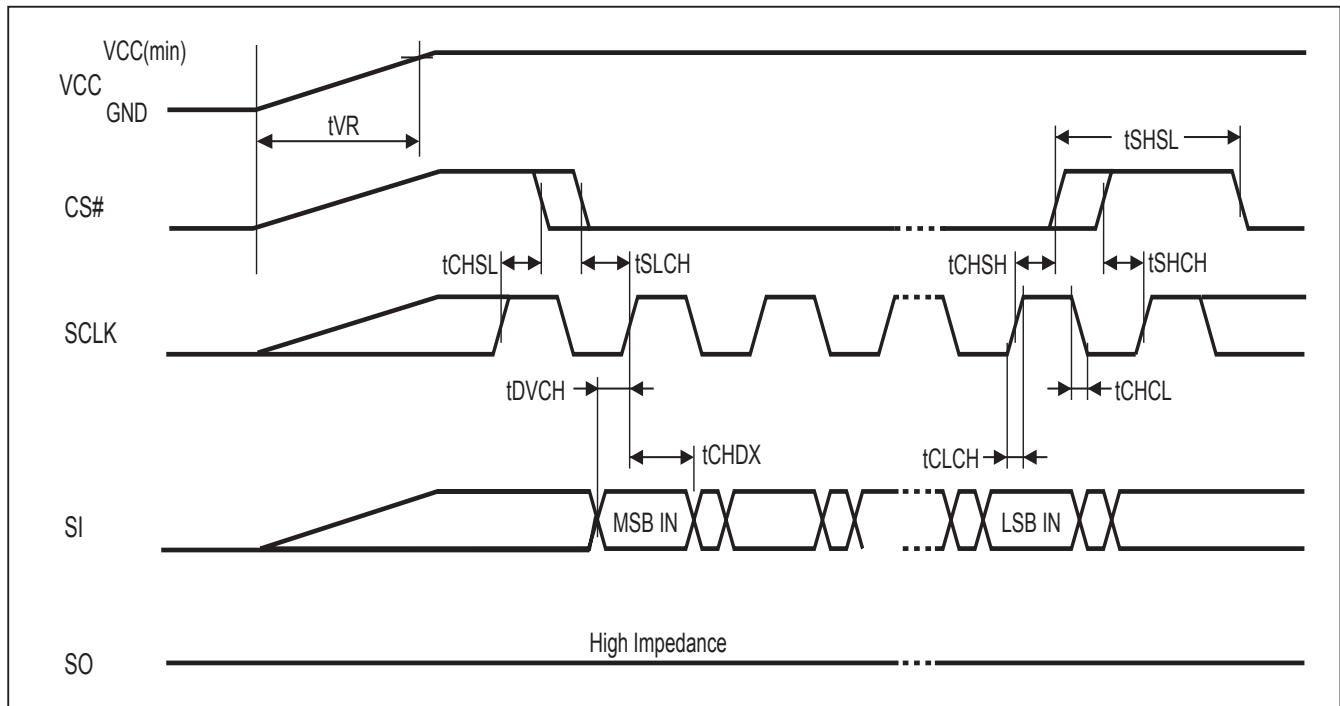 VCC(min)
VCC
GND
tVR
tSHSL
CS#
tCHSL
tSLCH
tCHSH
tSHCH
SCLK
tDVCH
tCHCL
tCHDX
tCLCH
SI
MSB IN
LSB IN
High Impedance
SO